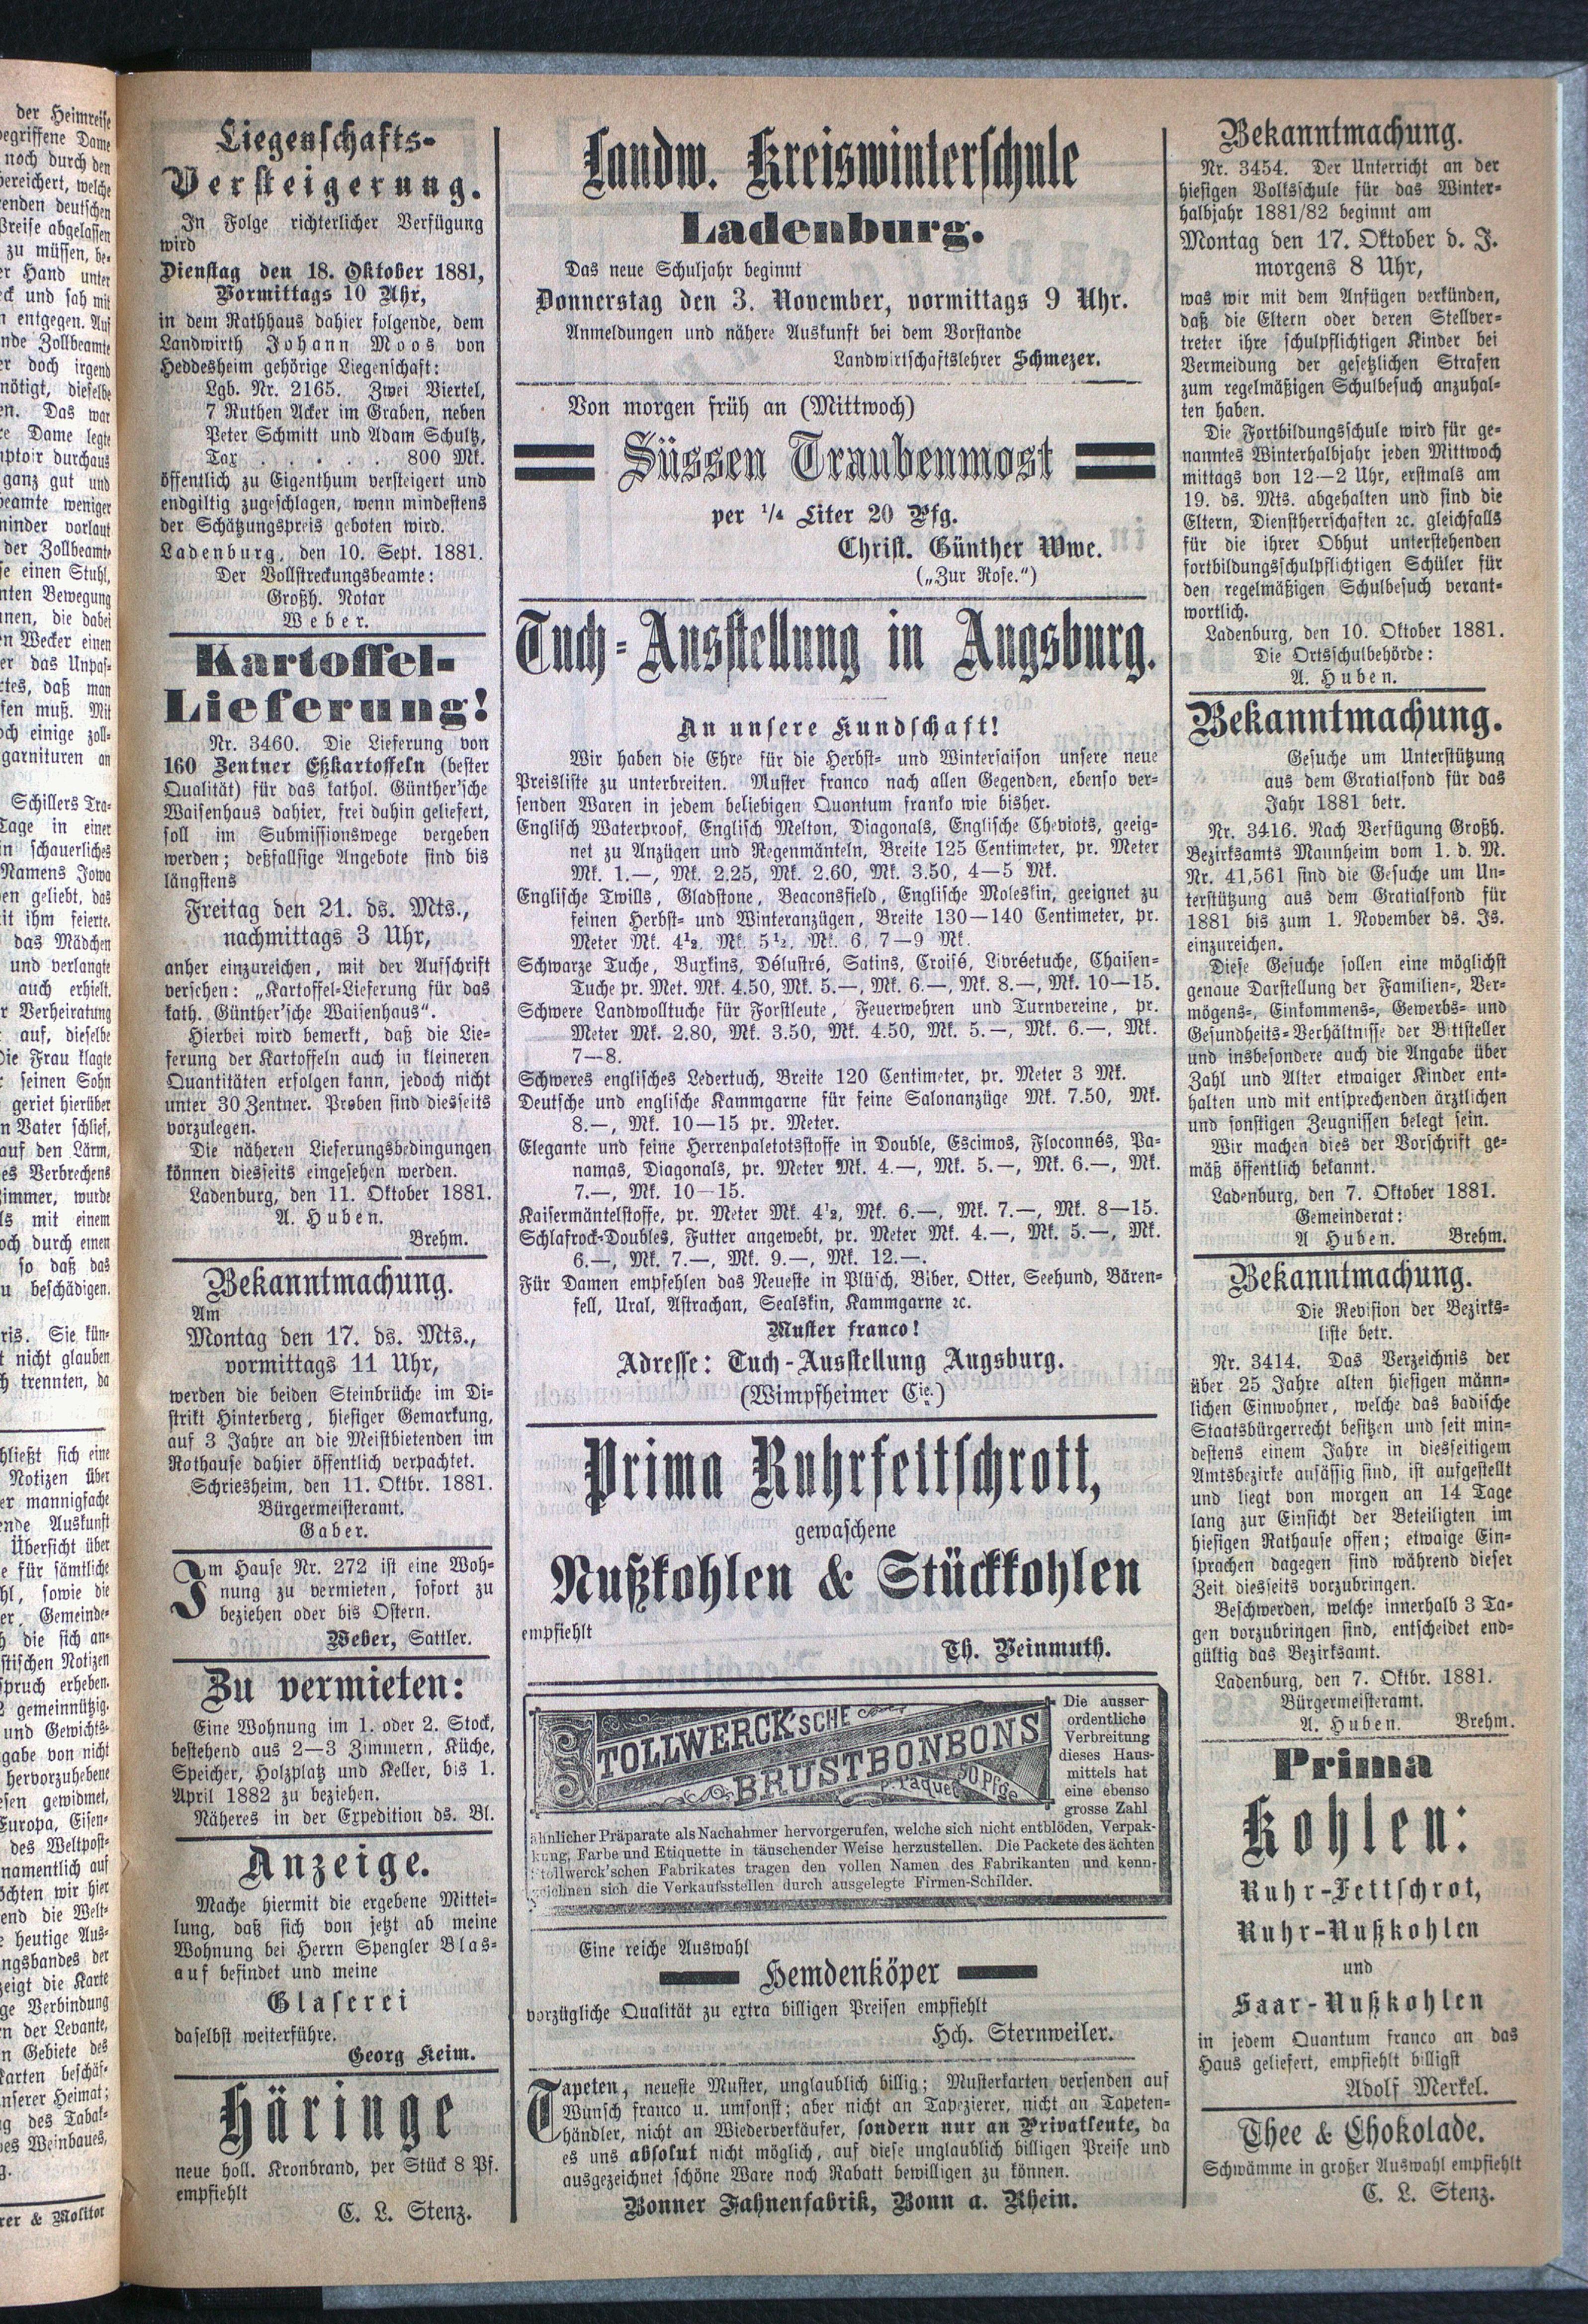 Liegenschafts-
Versteigerung.
In Folge richterlicher Verfügung
wird
Dienstag den 18. Oktober 1881,
Vormittags 10 Uhr,
in dem Rathhaus dahier folgende, dem
Landwirth Johann Moos von
Heddesheim gehörige Liegenschaft:
Lgb. Nr. 2165. Zwei Viertel,
7 Ruthen Acker im Graben, neben
Peter Schmitt und Adam Schultz,
Tax . . . . . 800 Mk.
öffentlich zu Eigenthum versteigert und
endgiltig zugeschlagen, wenn mindestens
der Schätzungspreis geboten wird.
Ladenburg, den 10. Sept. 1881.
Der Vollstreckungsbeamte:
Großh. Notar
Weber.
Kartoffel-
Lieferung!
Nr. 3460. Die Lieferung von
160 Zentner Eßkartoffeln (bester
Qualität) für das kathol. Günther'sche
Waisenhaus dahier, frei dahin geliefert,
soll im Submissionswege vergeben
werden; deßfallsige Angebote sind bis
längstens
Freitag den 21. ds. Mts.,
nachmittags 3 Uhr,
anher einzureichen, mit der Aufschrift
versehen: „Kartoffel-Lieferung für das
kath. Günther'sche Waisenhaus“.
Hierbei wird bemerkt, daß die Lie-
ferung der Kartoffeln auch in kleineren
Quantitäten erfolgen kann, jedoch nicht
unter 30 Zentner. Proben sind diesseits
vorzulegen.
Die näheren Lieferungsbedingungen
können diesseits eingesehen werden.
Ladenburg, den 11. Oktober 1881.
A. Huben.
Brehm.
Bekanntmachung.
Am
Montag den 17. ds. Mts.,
vormittags 11 Uhr,
werden die beiden Steinbrüche im Di-
strikt Hinterberg, hiesiger Gemarkung,
auf 3 Jahre an die Meistbietenden im
Rathause dahier öffentlich verpachtet.
Schriesheim, den 11. Oktbr. 1881.
Bürgermeisteramt.
Gaber.
Im Hause Nr. 272 ist eine Woh-
nung zu vermieten, sofort zu
beziehen oder bis Ostern.
Weber, Sattler.
Zu vermieten:
Eine Wohnung im 1. oder 2. Stock,
bestehend aus 2—3 Zimmern, Küche,
Speicher, Holzplatz und Keller, bis 1.
April 1882 zu beziehen.
Näheres in der Expedition ds. Bl.
Anzeige.
Mache hiermit die ergebene Mittei-
lung, daß sich von jetzt ab meine
Wohnung bei Herrn Spengler Blas-
auf befindet und meine
Glaserei
daselbst weiterführe.
Georg Keim.
Häringe
neue holl. Kronbrand, per Stück 8 Pf.
empfiehlt
C. L. Stenz.
Landw. Kreiswinterschule
Ladenburg.
Das neue Schuljahr beginnt
Donnerstag den 3. November, vormittags 9 Uhr.
Anmeldungen und nähere Auskunft bei dem Vorstande
Landwirtschaftslehrer Schmezer.
Von morgen früh an (Mittwoch)
Süssen Traubenmost
per 1/4 Liter 20 Pfg.
Christ. Günther Wwe.
(„Zur Rose.“)
Tuch-Ausstellung in Augsburg.
An unsere Kundschaft!
Wir haben die Ehre für die Herbst- und Wintersaison unsere neue
Preisliste zu unterbreiten. Muster franco nach allen Gegenden, ebenso ver-
senden Waren in jedem beliebigen Quantum franko wie bisher.
Englisch Waterproof, Englisch Melton, Diagonals, Englische Cheviots, geeig-
net zu Anzügen und Regenmänteln, Breite 125 Centimeter, pr. Meter
Mk. 1.—, Mk. 2.25, Mk. 2.60, Mk. 3.50, 4—5 Mk.
Englische Twills, Gladstone, Beaconsfield, Englische Moleskin, geeignet zu
feinen Herbst- und Winteranzügen, Breite 130—140 Centimeter, pr.
Meter Mk. 4½, Mk. 5½, Mk. 6, 7—9 Mk.
Schwarze Tuche, Buxkins, Délustré, Satins, Croisé, Livréetuche, Chaisen-
Tuche pr. Met. Mk. 4.50, Mk. 5.—, Mk. 6.—, Mk. 8.—, Mk. 10—15.
Schwere Landwolltuche für Forstleute, Feuerwehren und Turnvereine, pr.
Meter Mk. 2.80, Mk. 3.50, Mk. 4.50, Mk. 5.—, Mk. 6.—, Mk.
7—8.
Schweres englisches Ledertuch, Breite 120 Centimeter, pr. Meter 3 Mk.
Deutsche und englische Kammgarne für feine Salonanzüge Mk. 7.50, Mk.
8.—, Mk. 10—15 pr. Meter.
Elegante und feine Herrenpaletotsstoffe in Double, Escimos, Floconnés, Pa-
namas, Diagonals, pr. Meter Mk. 4.—, Mk. 5.—, Mk. 6.—, Mk.
7.—, Mk. 10—15.
Kaisermäntelstoffe, pr. Meter Mk. 4½, Mk. 6.—, Mk. 7.—, Mk. 8—15.
Schlafrock-Doubles, Futter angewebt, pr. Meter Mk. 4.—, Mk. 5.—, Mk.
6.—, Mk. 7.—, Mk. 9.—, Mk. 12.—.
Für Damen empfehlen das Neueste in Plüsch, Biber, Otter, Seehund, Bären-
fell, Ural, Astrachan, Sealskin, Kammgarne ꝛc.
Muster franco!
Adresse: Tuch-Ausstellung Augsburg.
(Wimpfheimer Cie.)
Prima Ruhrfettschrott,
gewaschene
Nußkohlen & Stückkohlen
empfiehlt
Th. Beinmuth.
STOLLWERCK'SCHE
BRUSTBONBONS
P. Paquet 50 Pfge
Die ausser-
ordentliche
Verbreitung
dieses Haus-
mittels hat
eine ebenso
grosse Zahl
ähnlicher Präparate als Nachahmer hervorgerufen, welche sich nicht entblöden, Verpak-
kung, Farbe und Etiquette in täuschender Weise herzustellen. Die Packete des ächten
Stollwerck'schen Fabrikates tragen den vollen Namen des Fabrikanten und kenn-
zeichnen sich die Verkaufsstellen durch ausgelegte Firmen-Schilder.
Eine reiche Auswahl
Hemdenköper
vorzügliche Qualität zu extra billigen Preisen empfiehlt
Hch. Sternweiler.
Tapeten, neueste Muster, unglaublich billig; Musterkarten versenden auf
Wunsch franco u. umsonst; aber nicht an Tapezierer, nicht an Tapeten-
händler, nicht an Wiederverkäufer, sondern nur an Privatleute, da
es uns absolut nicht möglich, auf diese unglaublich billigen Preise und
ausgezeichnet schöne Ware noch Rabatt bewilligen zu können.
Bonner Fahnenfabrik, Bonn a. Rhein.
Bekanntmachung.
Nr. 3454. Der Unterricht an der
hiesigen Volksschule für das Winter-
halbjahr 1881/82 beginnt am
Montag den 17. Oktober d. J.
morgens 8 Uhr,
was wir mit dem Anfügen verkünden,
daß die Eltern oder deren Stellver-
treter ihre schulpflichtigen Kinder bei
Vermeidung der gesetzlichen Strafen
zum regelmäßigen Schulbesuch anzuhal-
ten haben.
Die Fortbildungsschule wird für ge-
nanntes Winterhalbjahr jeden Mittwoch
mittags von 12—2 Uhr, erstmals am
19. ds. Mts. abgehalten und sind die
Eltern, Dienstherrschaften ꝛc. gleichfalls
für die ihrer Obhut unterstehenden
fortbildungsschulpflichtigen Schüler für
den regelmäßigen Schulbesuch verant-
wortlich.
Ladenburg, den 10. Oktober 1881.
Die Ortsschulbehörde:
A. Huben.
Bekanntmachung.
Gesuche um Unterstützung
aus dem Gratialfond für das
Jahr 1881 betr.
Nr. 3416. Nach Verfügung Großh.
Bezirksamts Mannheim vom 1. d. M.
Nr. 41,561 sind die Gesuche um Un-
terstützung aus dem Gratialfond für
1881 bis zum 1. November ds. Js.
einzureichen.
Diese Gesuche sollen eine möglichst
genaue Darstellung der Familien-, Ver-
mögens-, Einkommens-, Gewerbs- und
Gesundheits-Verhältnisse der Bittsteller
und insbesondere auch die Angabe über
Zahl und Alter etwaiger Kinder ent-
halten und mit entsprechenden ärztlichen
und sonstigen Zeugnissen belegt sein.
Wir machen dies der Vorschrift ge-
mäß öffentlich bekannt.
Ladenburg, den 7. Oktober 1881.
Gemeinderat:
A. Huben. Brehm.
Bekanntmachung.
Die Revision der Bezirks-
liste betr.
Nr. 3414. Das Verzeichnis der
über 25 Jahre alten hiesigen männ-
lichen Einwohner, welche das badische
Staatsbürgerrecht besitzen und seit min-
destens einem Jahre in diesseitigem
Amtsbezirke ansässig sind, ist aufgestellt
und liegt von morgen an 14 Tage
lang zur Einsicht der Beteiligten im
hiesigen Rathause offen; etwaige Ein-
sprachen dagegen sind während dieser
Zeit diesseits vorzubringen.
Beschwerden, welche innerhalb 3 Ta-
gen vorzubringen sind, entscheidet end-
gültig das Bezirksamt.
Ladenburg, den 7. Oktbr. 1881.
Bürgermeisteramt.
A. Huben. Brehm.
Prima
Kohlen:
Ruhr-Fettschrot,
Ruhr-Nußkohlen
und
Saar-Nußkohlen
in jedem Quantum franco an das
Haus geliefert, empfiehlt billigst
Adolf Merkel.
Thee & Chokolade.
Schwämme in großer Auswahl empfiehlt
C. L. Stenz.